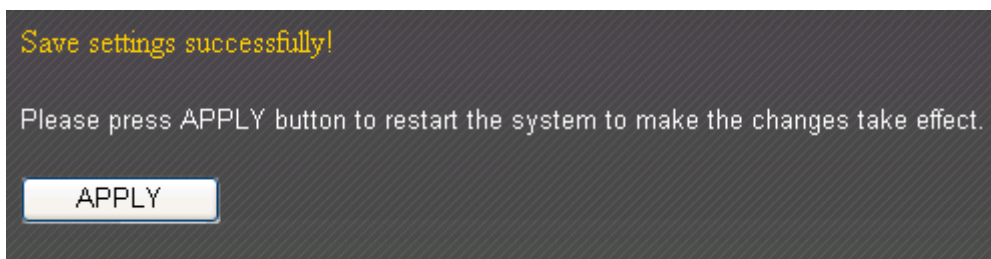 Save settings successfully!
Please press APPLY button to restart the system to make the changes take effect.
APPLY